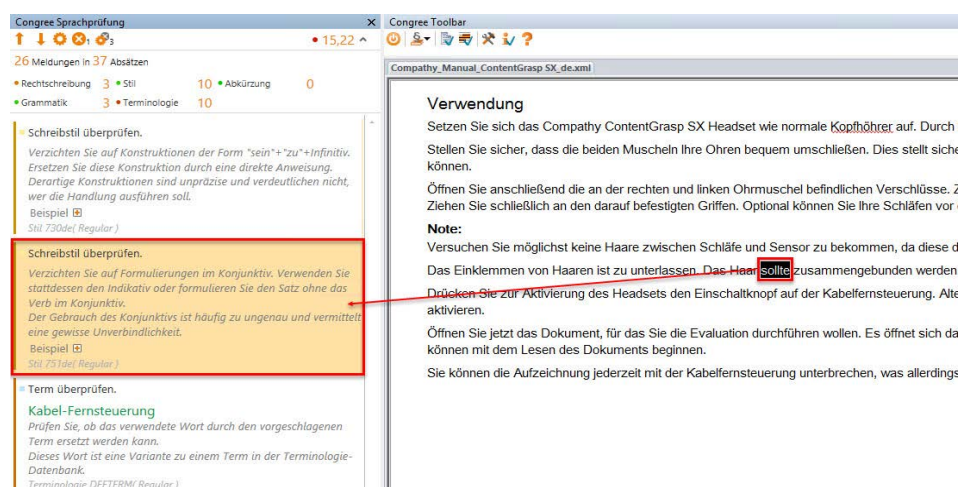 Congree Sprachprüfung
26 Meldungen in 37 Absätzen
15,22
Rechtschreibung 3 Stil 10 Abkürzung 0
Grammatik 3 Terminologie 10
Schreibstil überprüfen.
Verzichten Sie auf Konstruktionen der Form "sein"+"zu"+Infinitiv.
Ersetzen Sie diese Konstruktion durch eine direkte Anweisung.
Derartige Konstruktionen sind unpräzise und verdeutlichen nicht,
wer die Handlung ausführen soll.
Beispiel
Stil 730de( Regular )
Schreibstil überprüfen.
Verzichten Sie auf Formulierungen im Konjunktiv. Verwenden Sie
stattdessen den Indikativ oder formulieren Sie den Satz ohne das
Verb im Konjunktiv.
Der Gebrauch des Konjunktivs ist häufig zu ungenau und vermittelt
eine gewisse Unverbindlichkeit.
Beispiel
Stil 751de( Regular )
Term überprüfen.
Kabel-Fernsteuerung
Prüfen Sie, ob das verwendete Wort durch den vorgeschlagenen
Term ersetzt werden kann.
Dieses Wort ist eine Variante zu einem Term in der Terminologie-
Datenbank.
Terminologie DEFTERM( Regular )
Congree Toolbar
Compathy_Manual_ContentGrasp SX_de.xml
Verwendung
Setzen Sie sich das Compathy ContentGrasp SX Headset wie normale Kopfhöhrer auf. Durch
Stellen Sie sicher, dass die beiden Muscheln Ihre Ohren bequem umschließen. Dies stellt siche
können.
Öffnen Sie anschließend die an der rechten und linken Ohrmuschel befindlichen Verschlüsse. Z
Ziehen Sie schließlich an den darauf befestigten Griffen. Optional können Sie Ihre Schläfen vor
Note:
Versuchen Sie möglichst keine Haare zwischen Schläfe und Sensor zu bekommen, da diese d
Das Einklemmen von Haaren ist zu unterlassen. Das Haar sollte zusammengebunden werden
Drücken Sie zur Aktivierung des Headsets den Einschaltknopf auf der Kabelfernsteuerung. Alte
aktivieren.
Öffnen Sie jetzt das Dokument, für das Sie die Evaluation durchführen wollen. Es öffnet sich da
können mit dem Lesen des Dokuments beginnen.
Sie können die Aufzeichnung jederzeit mit der Kabelfernsteuerung unterbrechen, was allerdings